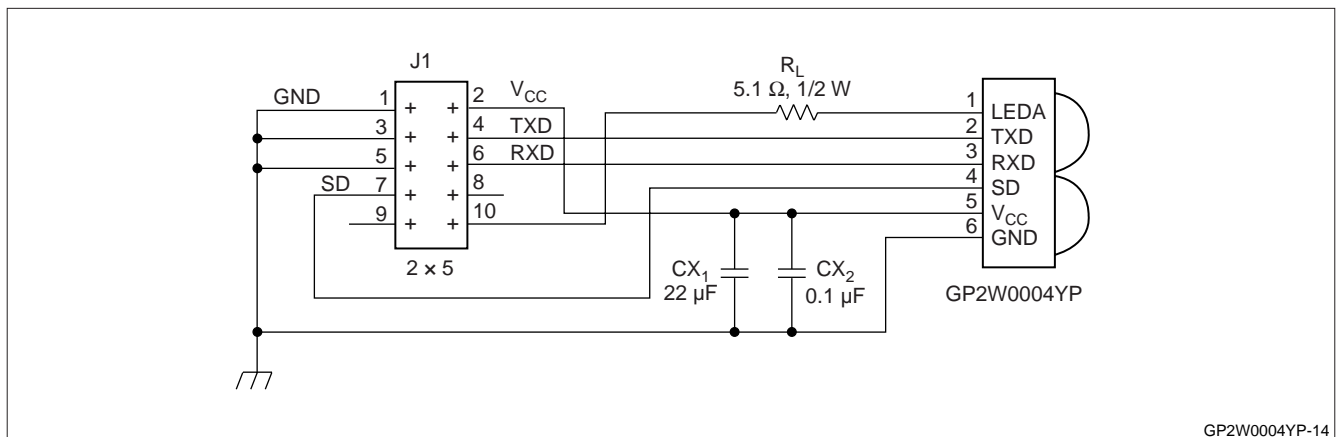 J1
GND
1
2
V_CC
3
4
TXD
5
6
RXD
SD
7
8
9
10
2 × 5
R_L
5.1 Ω, 1/2 W
1 LEDA
2 TXD
3 RXD
4 SD
5 V_CC
6 GND
GP2W0004YP
CX₁
22 µF
CX₂
0.1 µF
GP2W0004YP-14